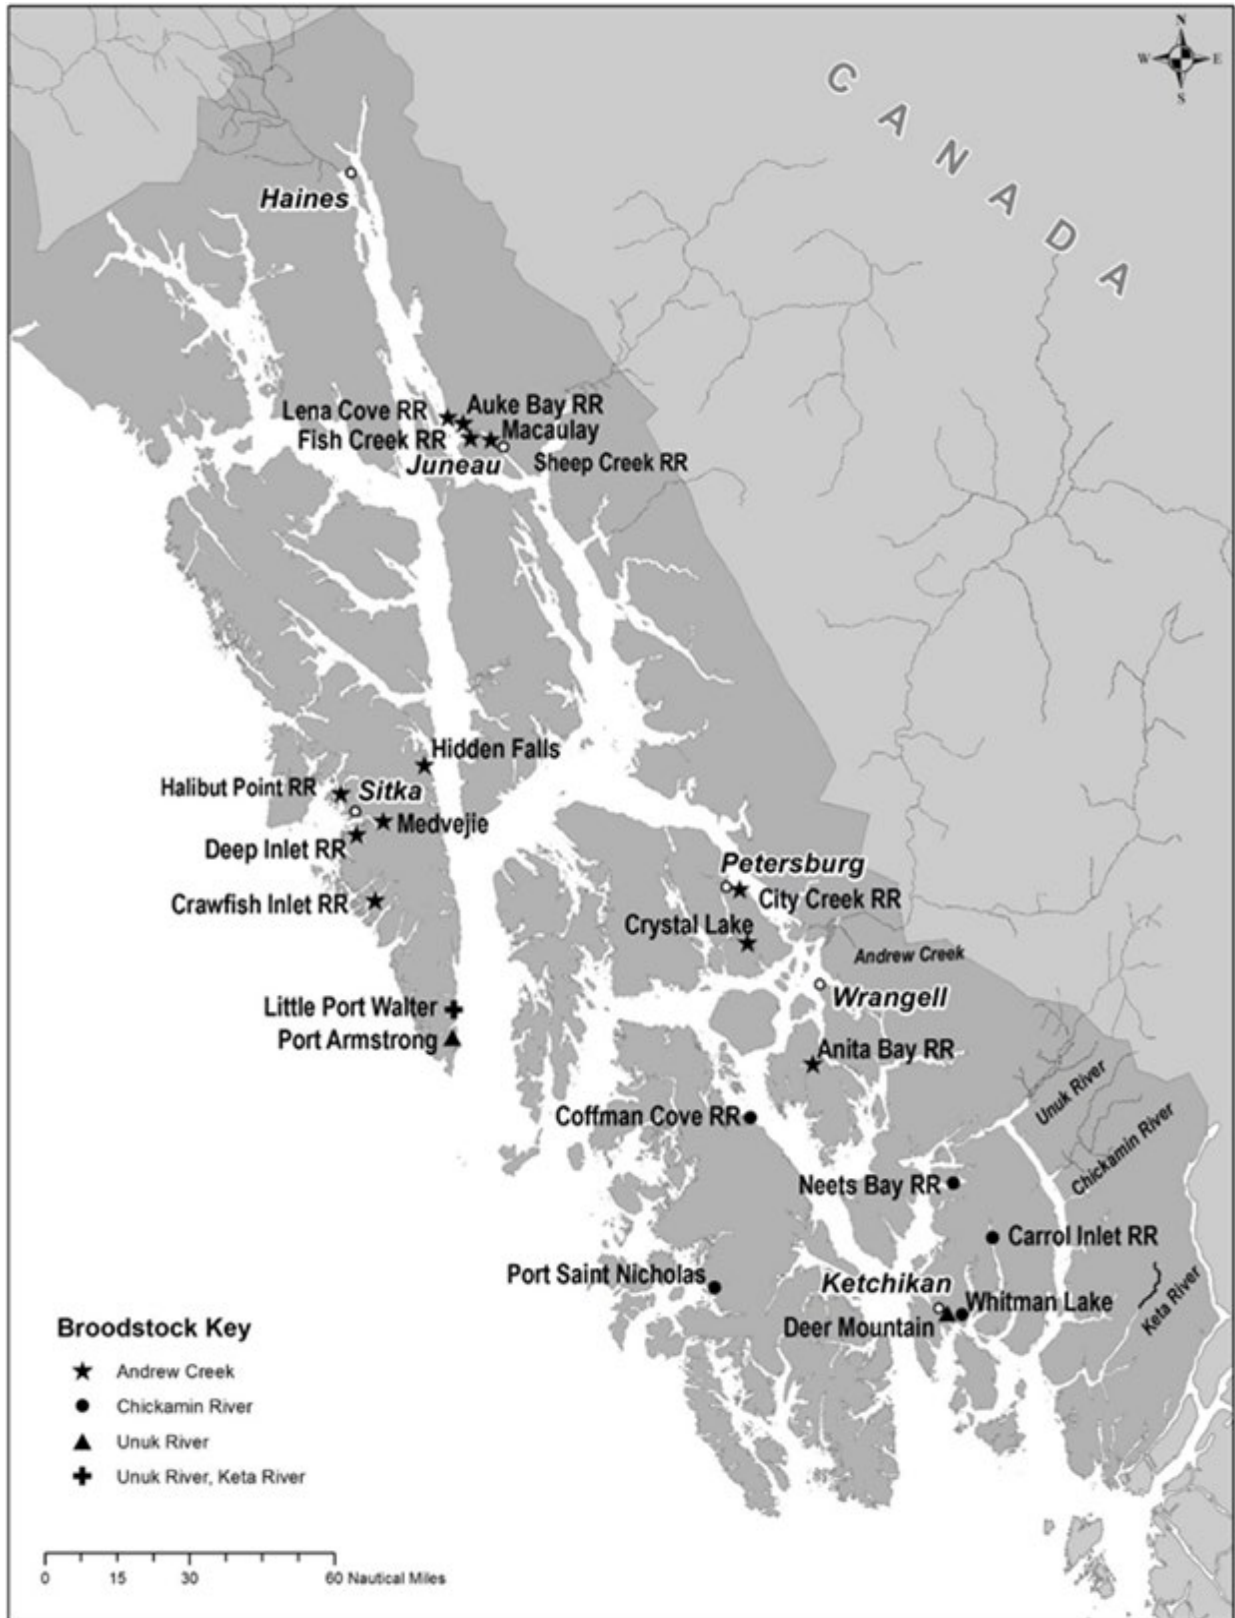 N
W E
S
CANADA
Haines
Lena Cove RR
Auke Bay RR
Fish Creek RR
Macaulay
Juneau
Sheep Creek RR
Hidden Falls
Halibut Point RR
Sitka
Medvejie
Deep Inlet RR
Crawfish Inlet RR
Petersburg
City Creek RR
Crystal Lake
Andrew Creek
Wrangell
Little Port Walter
Port Armstrong
Anita Bay RR
Unuk River
Coffman Cove RR
Chickamin River
Neets Bay RR
Carrol Inlet RR
Port Saint Nicholas
Ketchikan
Whitman Lake
Deer Mountain
Keta River
Broodstock Key
Andrew Creek
Chickamin River
Unuk River
Unuk River, Keta River
0 15 30 60 Nautical Miles